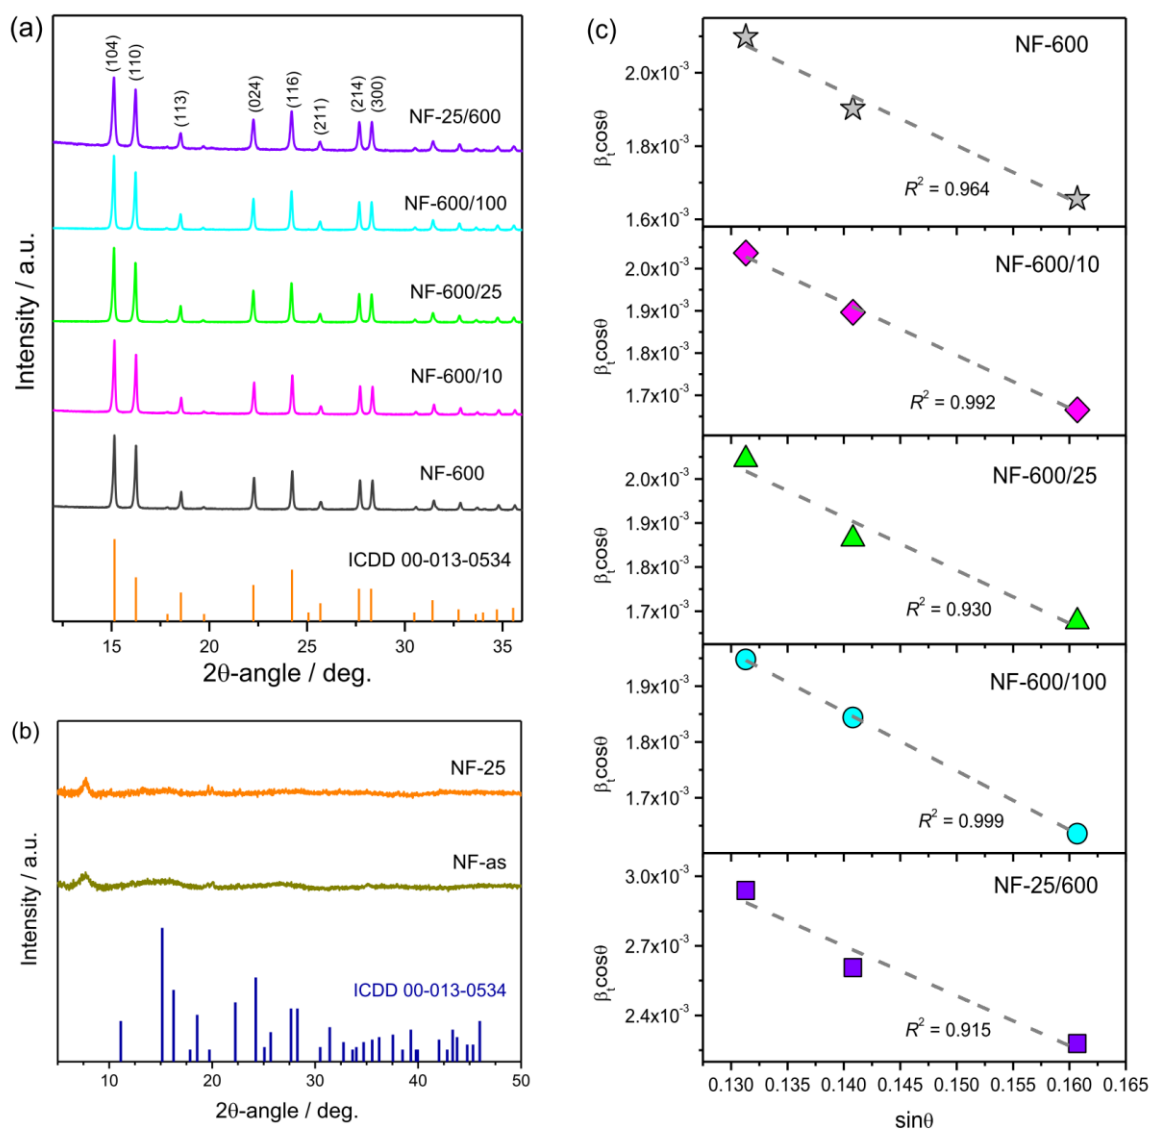 (a)
(104)
(110)
(113)
(024)
(116)
(211)
(214)
(300)
NF-25/600
NF-600/100
NF-600/25
NF-600/10
NF-600
ICDD 00-013-0534
Intensity / a.u.
15 20 25 30 35
2θ-angle / deg.
(b)
NF-25
NF-as
ICDD 00-013-0534
Intensity / a.u.
10 20 30 40 50
2θ-angle / deg.
(c)
NF-600
2.0x10⁻³
1.8x10⁻³
1.6x10⁻³
βₜcosθ
R² = 0.964
NF-600/10
2.0x10⁻³
1.9x10⁻³
1.8x10⁻³
1.7x10⁻³
βₜcosθ
R² = 0.992
NF-600/25
2.0x10⁻³
1.9x10⁻³
1.8x10⁻³
1.7x10⁻³
βₜcosθ
R² = 0.930
NF-600/100
1.9x10⁻³
1.8x10⁻³
1.7x10⁻³
βₜcosθ
R² = 0.999
NF-25/600
3.0x10⁻³
2.7x10⁻³
2.4x10⁻³
βₜcosθ
R² = 0.915
0.130 0.135 0.140 0.145 0.150 0.155 0.160 0.165
sinθ